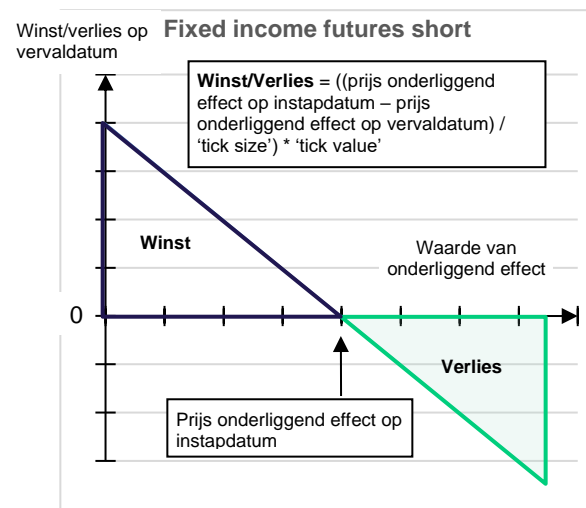 Winst/verlies op
vervaldatum
Fixed income futures short
Winst/Verlies = ((prijs onderliggend
effect op instapdatum – prijs
onderliggend effect op vervaldatum) /
‘tick size’) * ‘tick value’
Winst
Waarde van
onderliggend effect
0
Verlies
Prijs onderliggend effect op
instapdatum